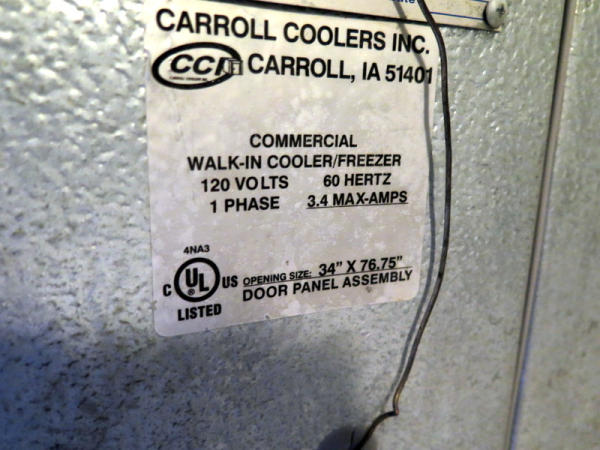 CARROLL COOLERS INC.
CCI CARROLL, IA 51401
COMMERCIAL
WALK-IN COOLER/FREEZER
120 VOLTS 60 HERTZ
1 PHASE 3.4 MAX-AMPS
4NA3
C UL US OPENING SIZE: 34" X 76.75"
® DOOR PANEL ASSEMBLY
LISTED